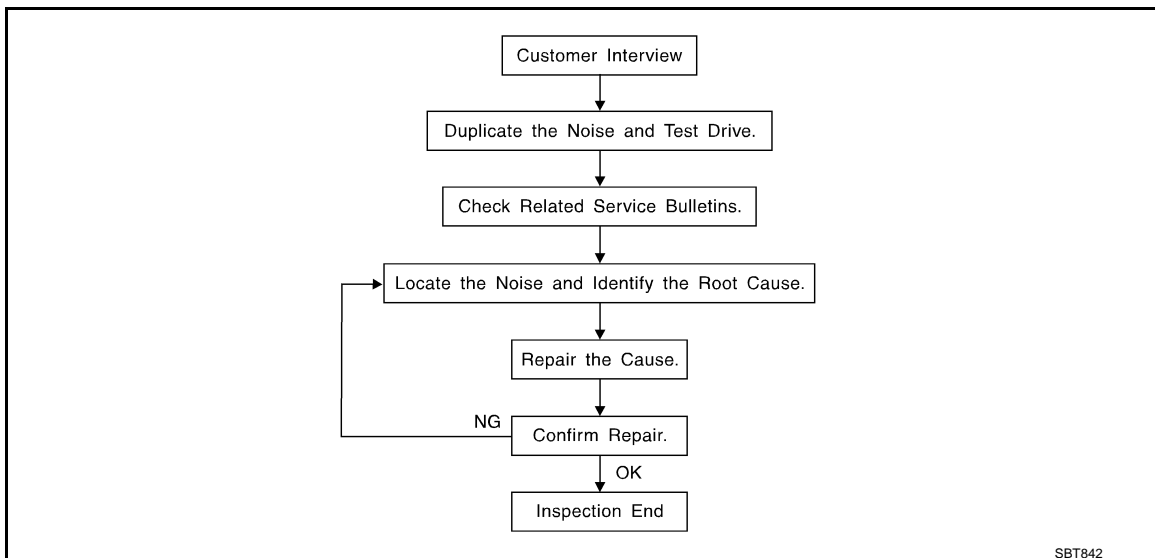 Customer Interview
Duplicate the Noise and Test Drive.
Check Related Service Bulletins.
Locate the Noise and Identify the Root Cause.
Repair the Cause.
NG
Confirm Repair.
OK
Inspection End
SBT842